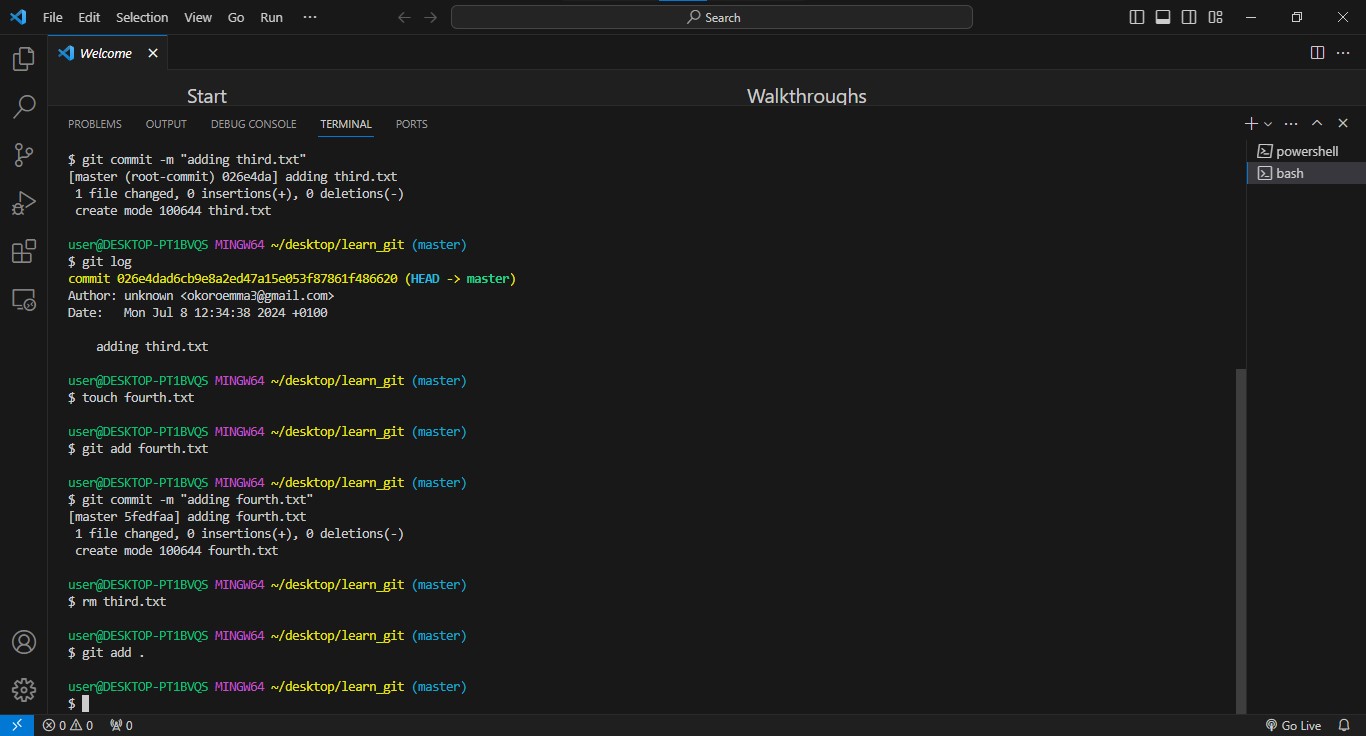 File Edit Selection View Go Run ··· Search
Welcome
Start Walkthroughs
PROBLEMS OUTPUT DEBUG CONSOLE TERMINAL PORTS
powershell
bash
$ git commit -m "adding third.txt"
[master (root-commit) 026e4da] adding third.txt
 1 file changed, 0 insertions(+), 0 deletions(-)
 create mode 100644 third.txt
user@DESKTOP-PT1BVQS MINGW64 ~/desktop/learn_git (master)
$ git log
commit 026e4dad6cb9e8a2ed47a15e053f87861f486620 (HEAD -> master)
Author: unknown <okoroemma3@gmail.com>
Date:   Mon Jul 8 12:34:38 2024 +0100
    adding third.txt
user@DESKTOP-PT1BVQS MINGW64 ~/desktop/learn_git (master)
$ touch fourth.txt
user@DESKTOP-PT1BVQS MINGW64 ~/desktop/learn_git (master)
$ git add fourth.txt
user@DESKTOP-PT1BVQS MINGW64 ~/desktop/learn_git (master)
$ git commit -m "adding fourth.txt"
[master 5fedfaa] adding fourth.txt
 1 file changed, 0 insertions(+), 0 deletions(-)
 create mode 100644 fourth.txt
user@DESKTOP-PT1BVQS MINGW64 ~/desktop/learn_git (master)
$ rm third.txt
user@DESKTOP-PT1BVQS MINGW64 ~/desktop/learn_git (master)
$ git add .
user@DESKTOP-PT1BVQS MINGW64 ~/desktop/learn_git (master)
$
0 0 0 Go Live